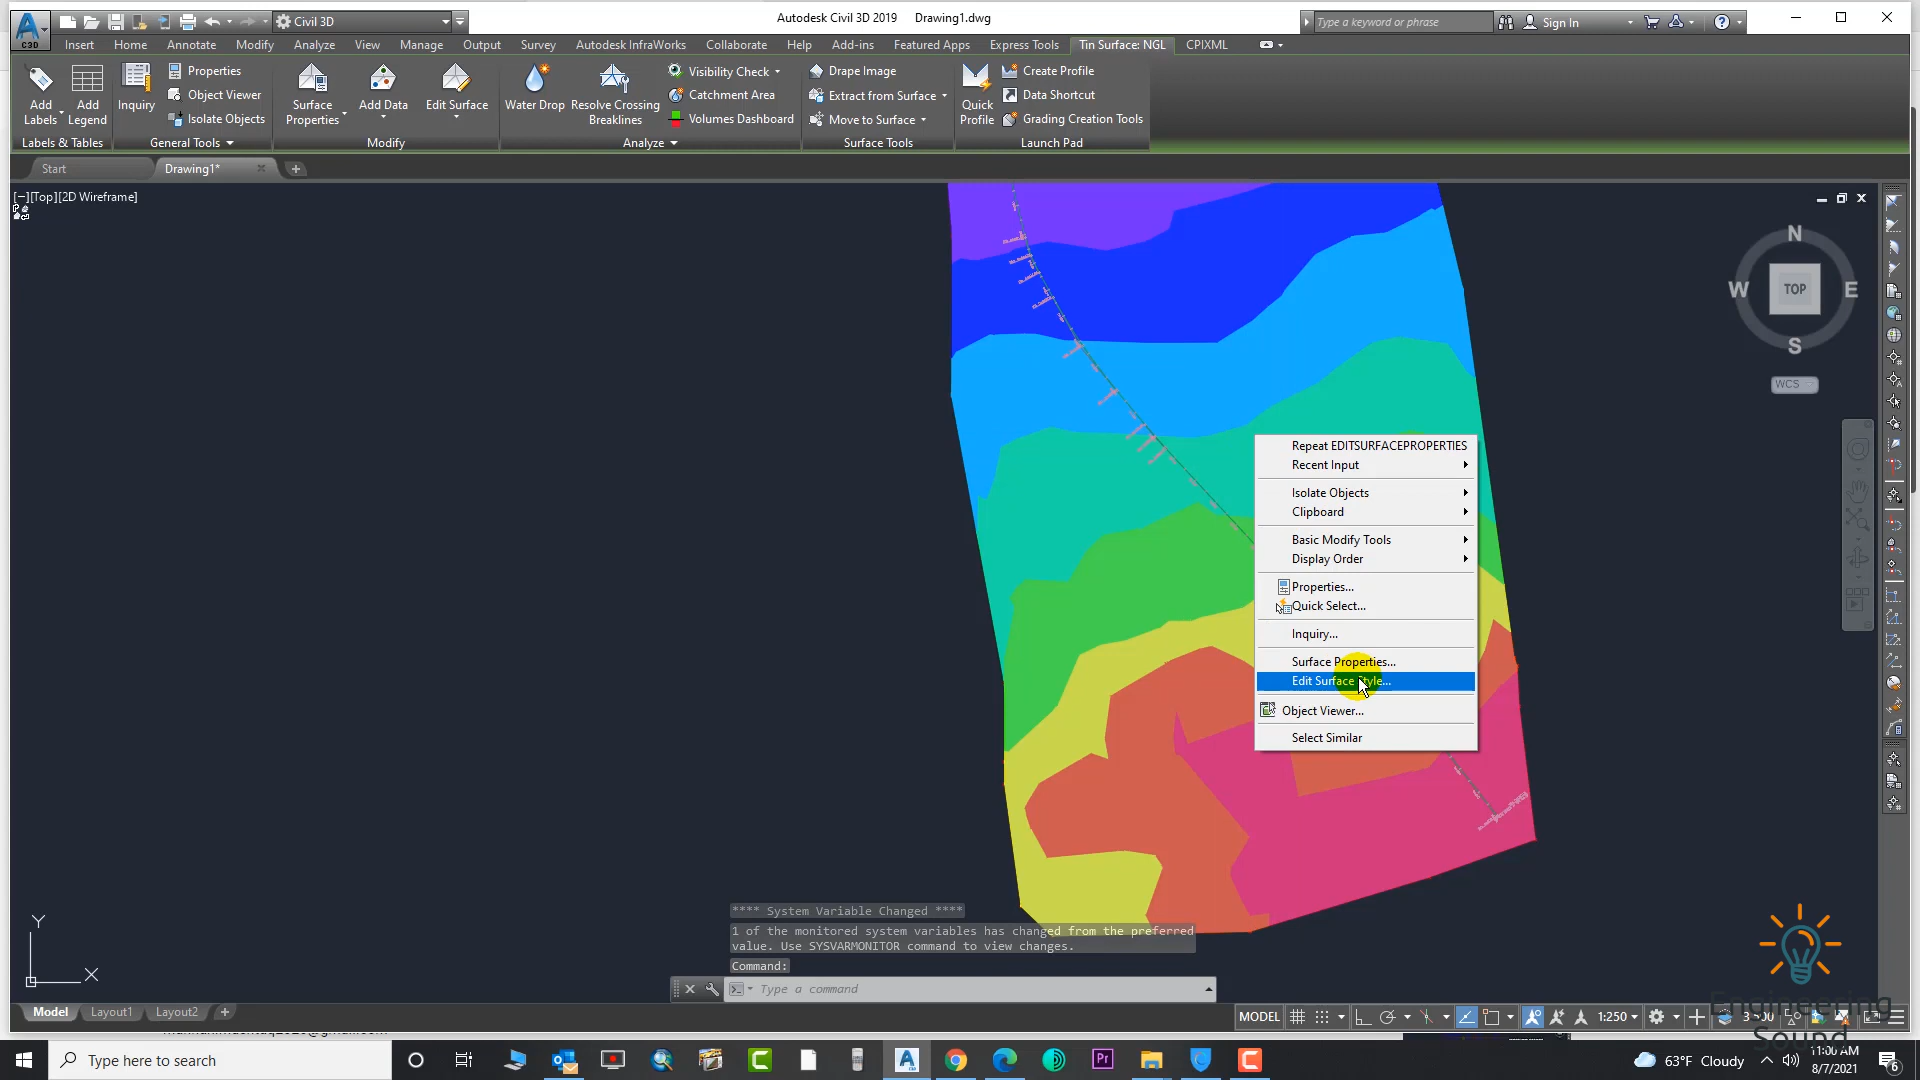 Civil 3D
Autodesk Civil 3D 2019 Drawing1.dwg
Type a keyword or phrase
Sign In
C3D
Insert Home Annotate Modify Analyze View Manage Output Survey Autodesk InfraWorks Collaborate Help Add-ins Featured Apps Express Tools Tin Surface: NGL CPIXML
Add Labels
Add Legend
Inquiry
Properties
Object Viewer
Isolate Objects
Surface Properties
Add Data
Edit Surface
Water Drop
Resolve Crossing Breaklines
Visibility Check
Catchment Area
Volumes Dashboard
Drape Image
Extract from Surface
Move to Surface
Quick Profile
Create Profile
Data Shortcut
Grading Creation Tools
Labels & Tables General Tools Modify Analyze Surface Tools Launch Pad
Start Drawing1*
[−][Top][2D Wireframe]
N
W TOP E
S
WCS
Repeat EDITSURFACEPROPERTIES
Recent Input
Isolate Objects
Clipboard
Basic Modify Tools
Display Order
Properties...
Quick Select...
Inquiry...
Surface Properties...
Edit Surface Style...
Object Viewer...
Select Similar
**** System Variable Changed ****
1 of the monitored system variables has changed from the preferred
value. Use SYSVARMONITOR command to view changes.
Command:
Type a command
Y
X
Model Layout1 Layout2
MODEL 1:250
Engineering
Sound
Type here to search
Pr
63°F Cloudy
11:00 AM
8/7/2021
6